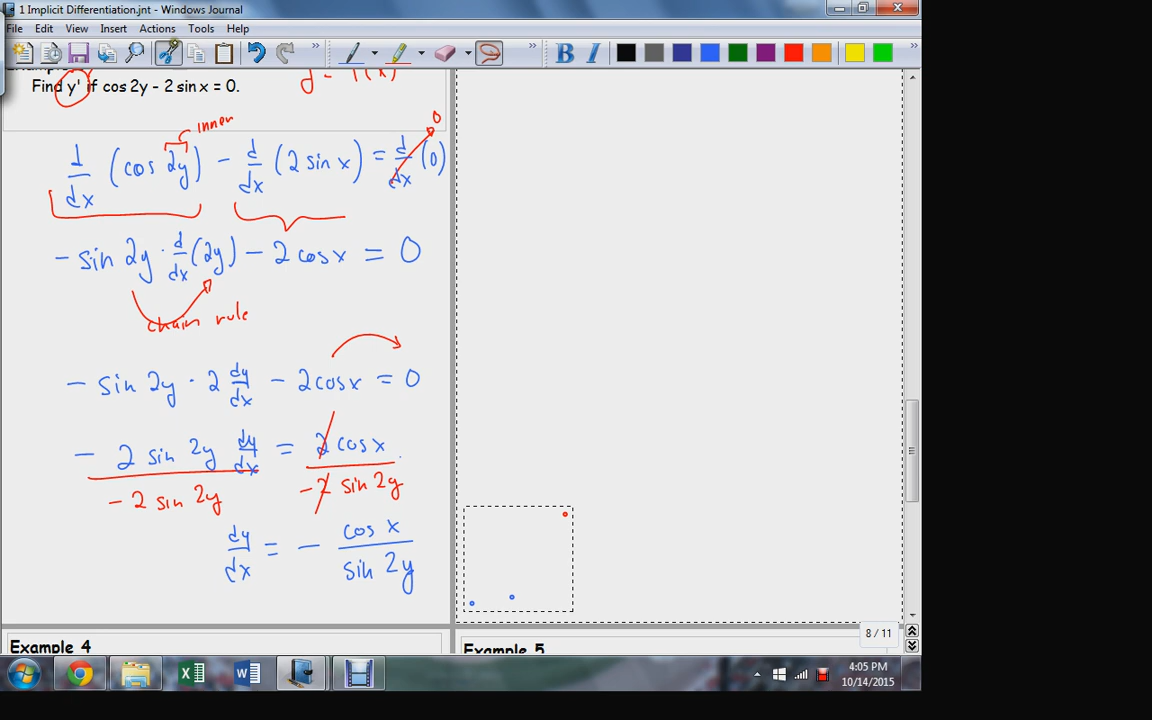 1 Implicit Differentiation.jnt - Windows Journal
File Edit View Insert Actions Tools Help
B I
Find y' if cos 2y - 2 sin x = 0.
inner
0
d/dx (cos 2y) - d/dx (2 sin x) = d/dx (0)
- sin 2y · d/dx (2y) - 2 cos x = 0
chain rule
- sin 2y · 2 dy/dx - 2 cos x = 0
- 2 sin 2y dy/dx = 2 cos x
- 2 sin 2y - 2 sin 2y
dy/dx = - cos x / sin 2y
8 / 11
Example 4 Example 5
4:05 PM
10/14/2015